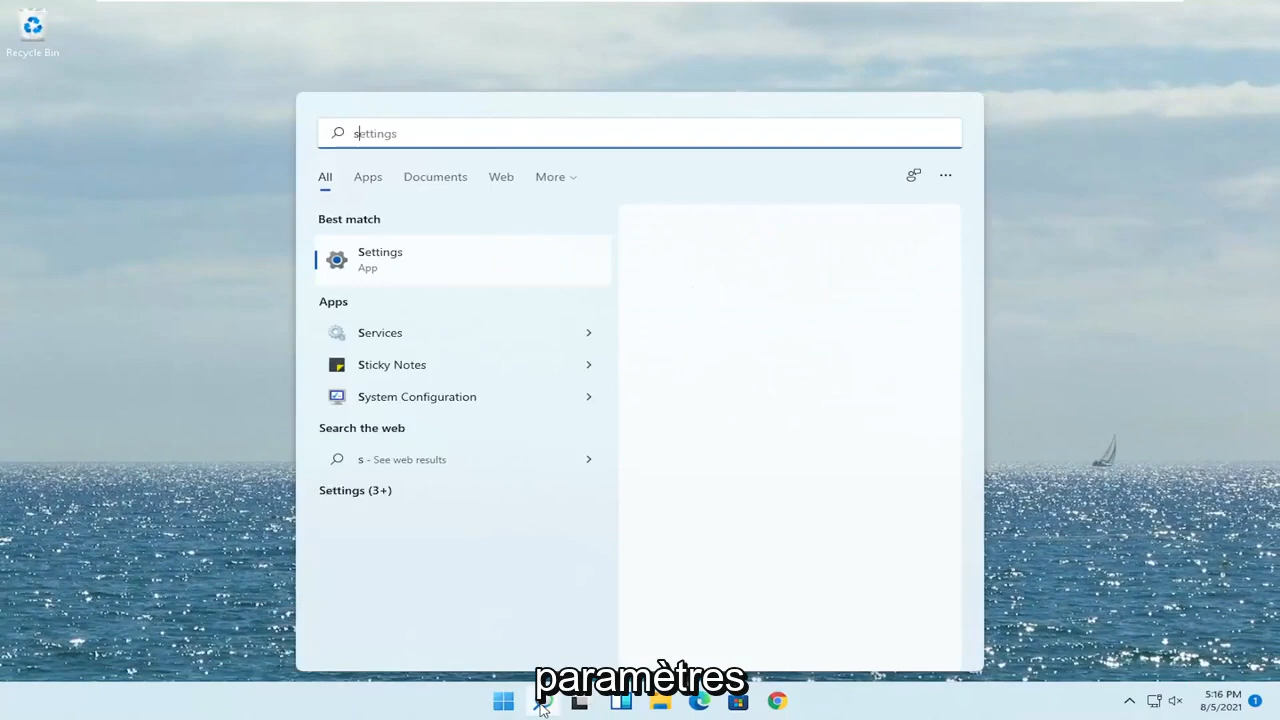 Recycle Bin
settings
All Apps Documents Web More
Best match
Settings
App
Apps
Services
Sticky Notes
System Configuration
Search the web
s - See web results
Settings (3+)
paramètres
5:16 PM
8/5/2021
1